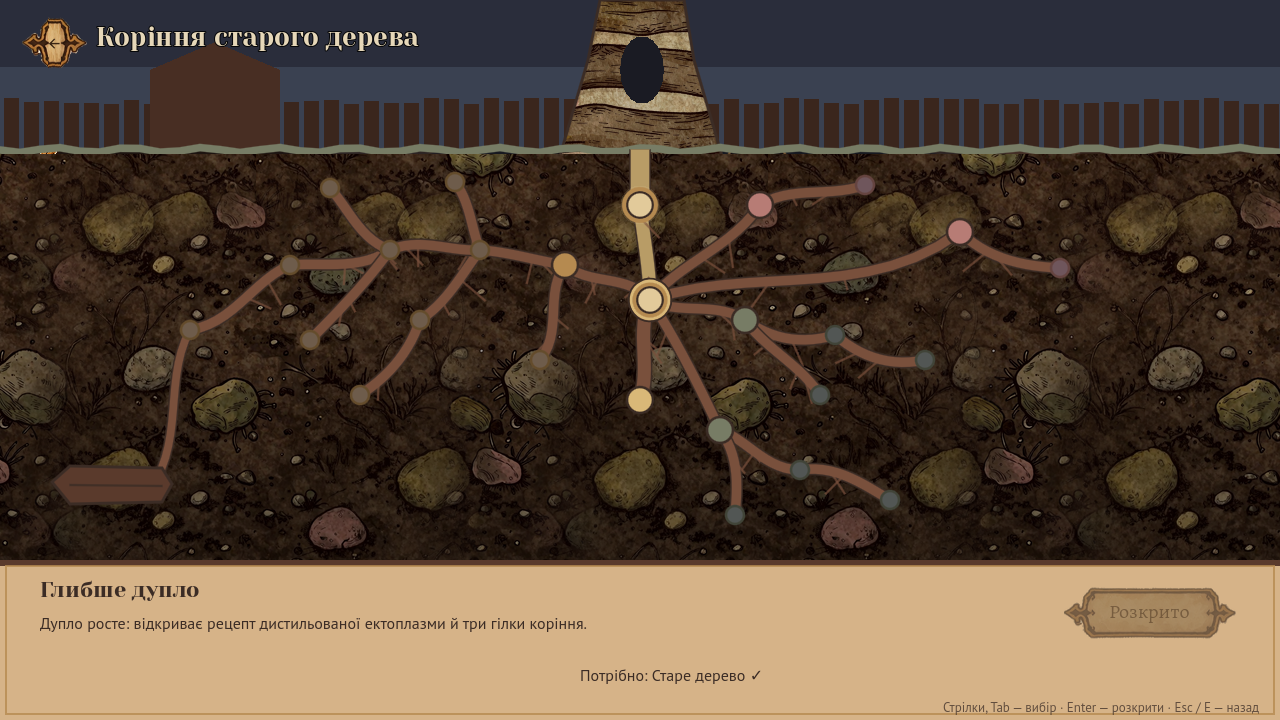 Коріння старого дерева
Глибше дупло
Дупло росте: відкриває рецепт дистильованої ектоплазми й три гілки коріння.
Розкрито
Потрібно: Старе дерево ✓
Стрілки, Tab — вибір · Enter — розкрити · Esc / E — назад